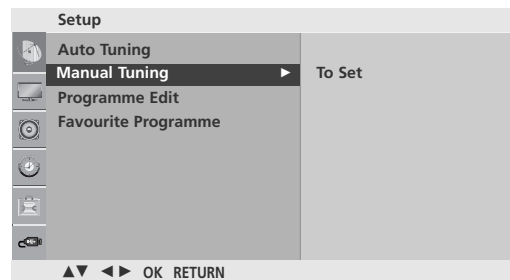 Setup
Auto Tuning
Manual Tuning ► To Set
Programme Edit
Favourite Programme
▲▼ ◄► OK RETURN